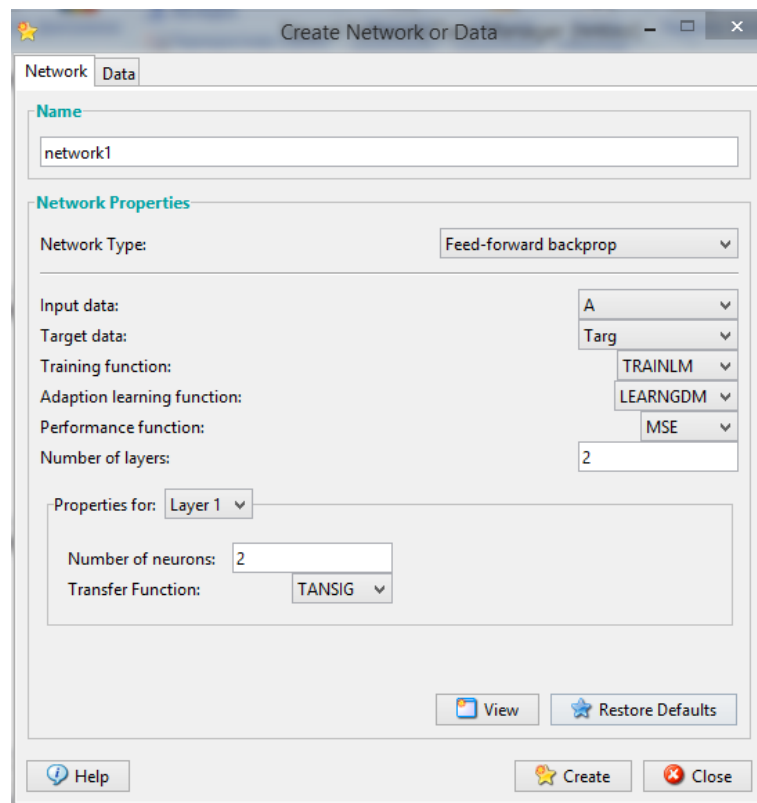 Create Network or Data
Network Data
Name
network1
Network Properties
Network Type: Feed-forward backprop
Input data: A
Target data: Targ
Training function: TRAINLM
Adaption learning function: LEARNGDM
Performance function: MSE
Number of layers: 2
Properties for: Layer 1
Number of neurons: 2
Transfer Function: TANSIG
View Restore Defaults
Help Create Close